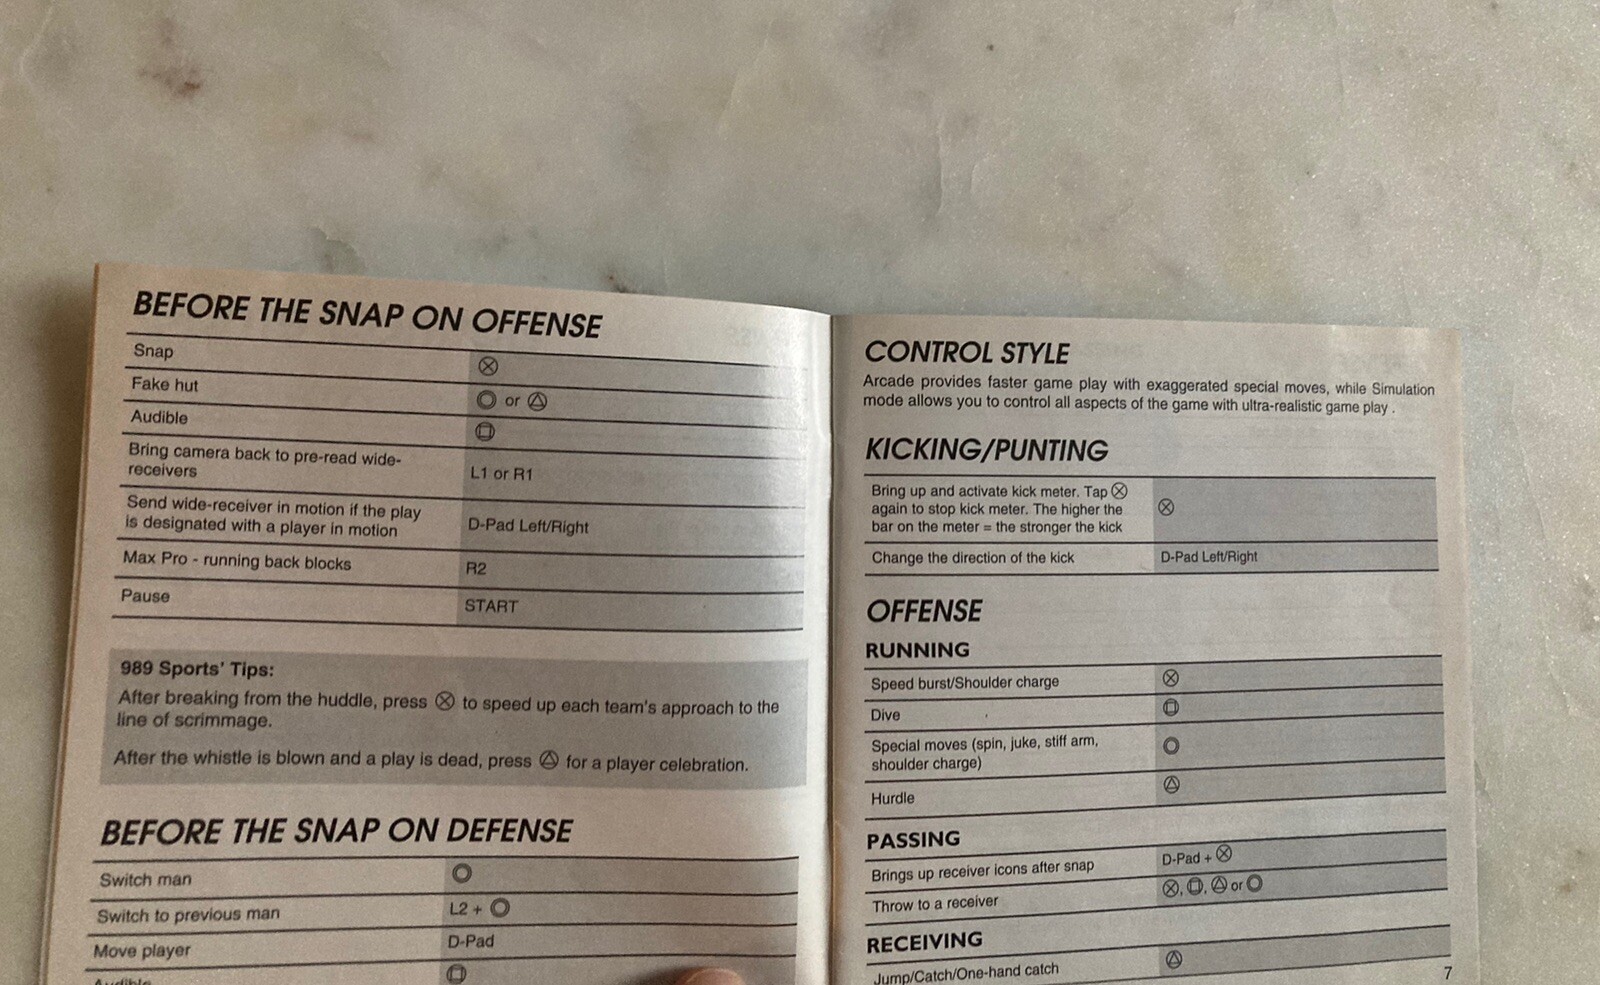 BEFORE THE SNAP ON OFFENSE
Snap ⓧ
Fake hut ◯ or △
Audible □
Bring camera back to pre-read wide-
receivers L1 or R1
Send wide-receiver in motion if the play
is designated with a player in motion D-Pad Left/Right
Max Pro - running back blocks R2
Pause START
989 Sports' Tips:
After breaking from the huddle, press ⓧ to speed up each team's approach to the
line of scrimmage.
After the whistle is blown and a play is dead, press △ for a player celebration.
BEFORE THE SNAP ON DEFENSE
Switch man ◯
Switch to previous man L2 + ◯
Move player D-Pad
Audible □
CONTROL STYLE
Arcade provides faster game play with exaggerated special moves, while Simulation
mode allows you to control all aspects of the game with ultra-realistic game play .
KICKING/PUNTING
Bring up and activate kick meter. Tap ⓧ
again to stop kick meter. The higher the ⓧ
bar on the meter = the stronger the kick
Change the direction of the kick D-Pad Left/Right
OFFENSE
RUNNING
Speed burst/Shoulder charge ⓧ
Dive □
Special moves (spin, juke, stiff arm, ◯
shoulder charge)
Hurdle △
PASSING
Brings up receiver icons after snap D-Pad + ⓧ
Throw to a receiver ⓧ, □, △ or ◯
RECEIVING
Jump/Catch/One-hand catch △
7